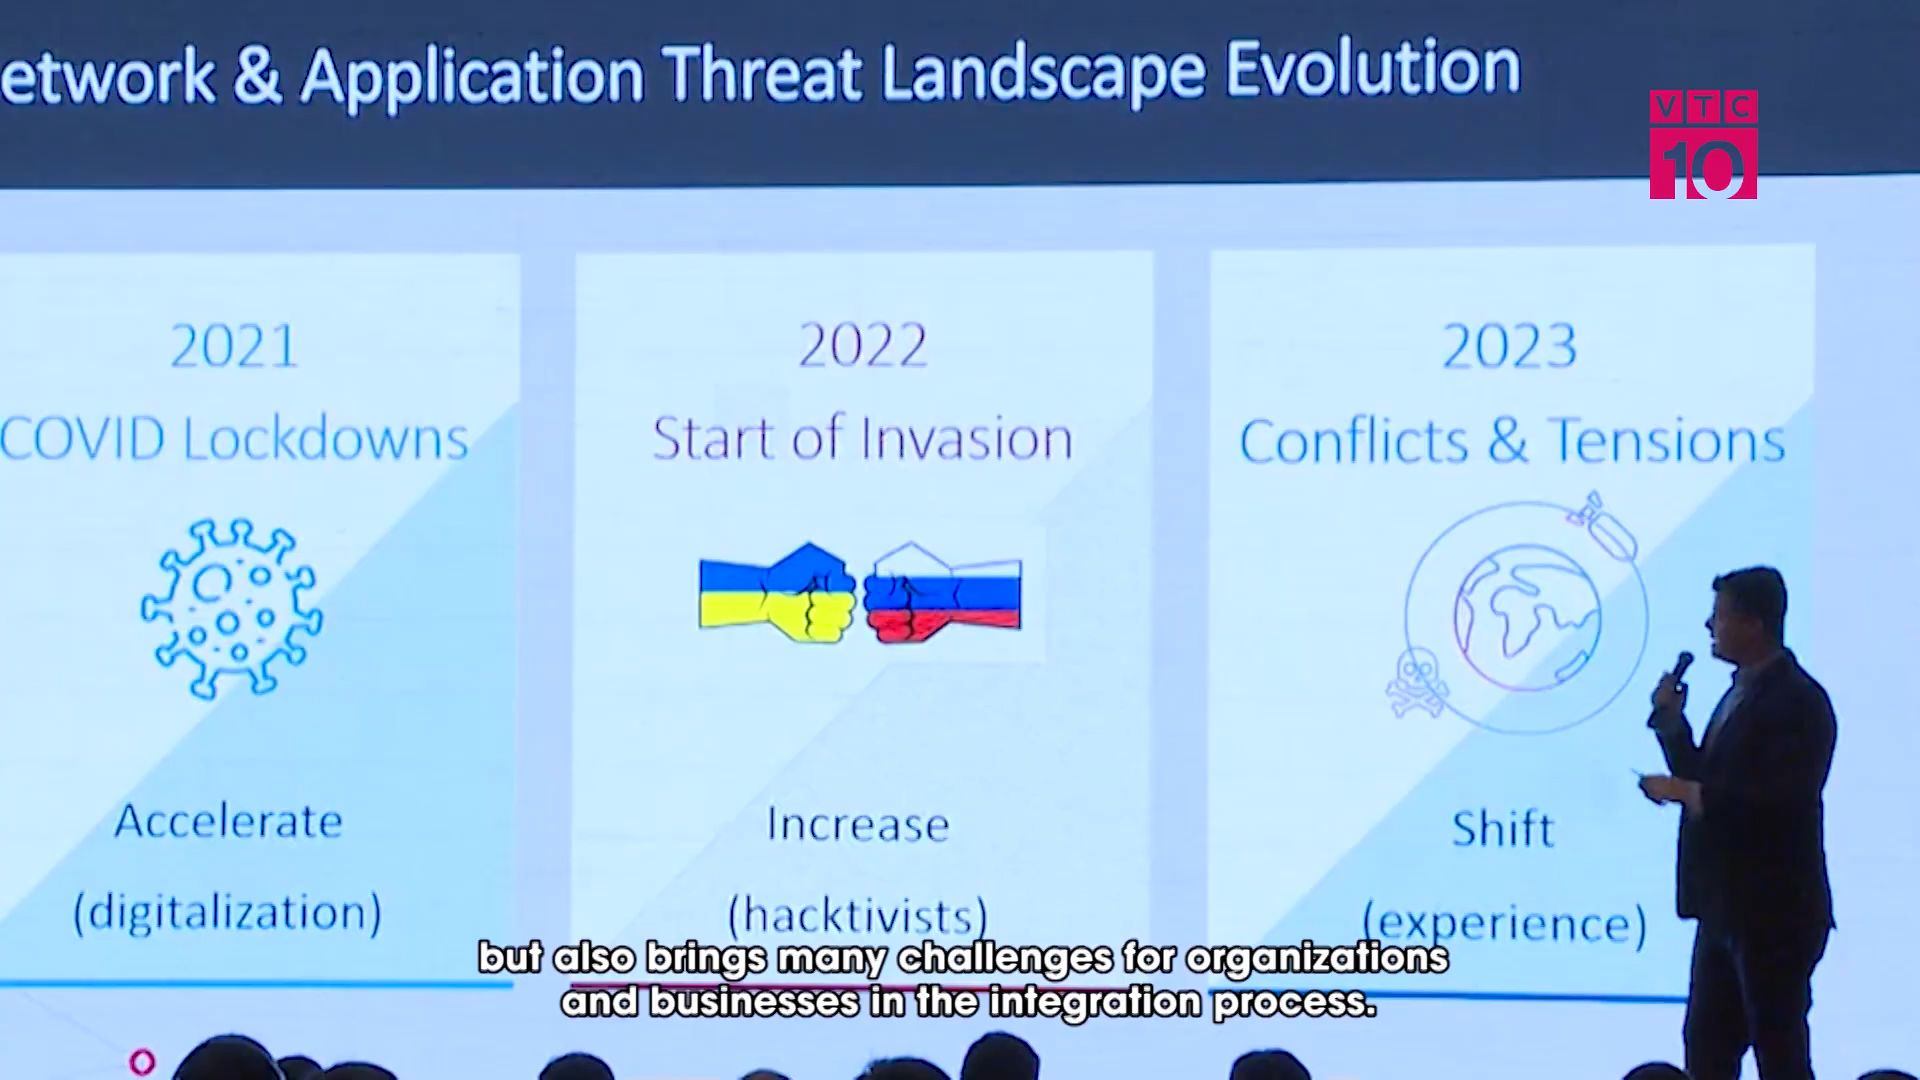 etwork & Application Threat Landscape Evolution
VTC
10
2021
COVID Lockdowns
Accelerate
(digitalization)
2022
Start of Invasion
Increase
(hacktivists)
2023
Conflicts & Tensions
Shift
(experience)
but also brings many challenges for organizations
and businesses in the integration process.